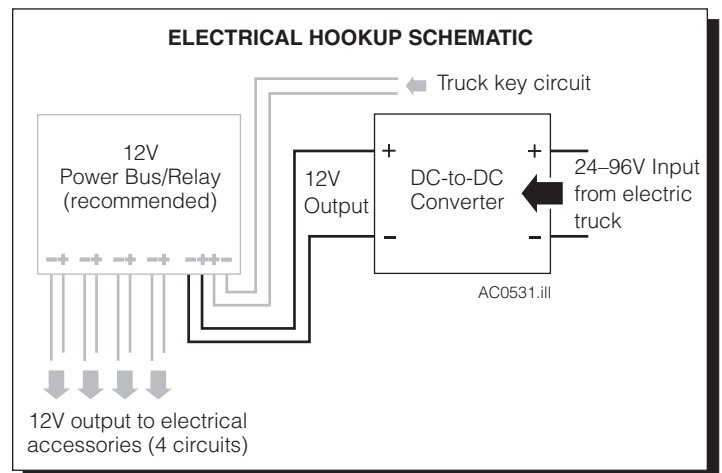 ELECTRICAL HOOKUP SCHEMATIC
Truck key circuit
12V
Power Bus/Relay
(recommended)
−+ −+ −+ −+ −++−
12V
Output
+ +
DC-to-DC
Converter
− −
24–96V Input
from electric
truck
AC0531.ill
12V output to electrical
accessories (4 circuits)